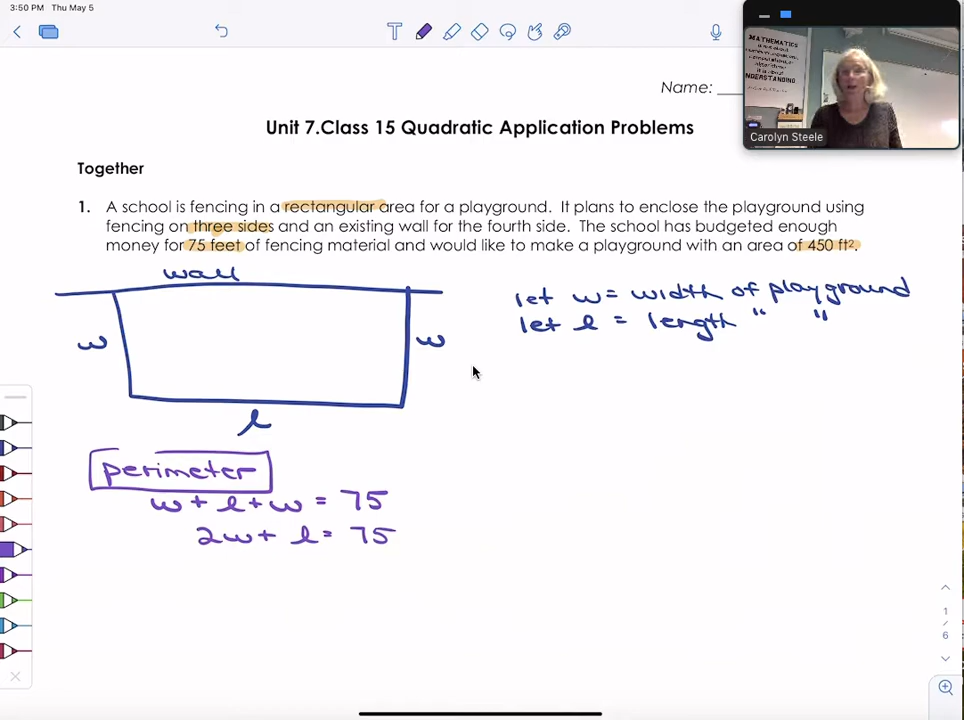 3:50 PM Thu May 5
Name:
MATHEMATICS
UNDERSTANDING
Carolyn Steele
Unit 7.Class 15 Quadratic Application Problems
Together
1. A school is fencing in a rectangular area for a playground. It plans to enclose the playground using
fencing on three sides and an existing wall for the fourth side. The school has budgeted enough
money for 75 feet of fencing material and would like to make a playground with an area of 450 ft².
wall
let w = width of playground
let l = length " "
w
w
l
perimeter
w + l + w = 75
2w + l = 75
1
/
6